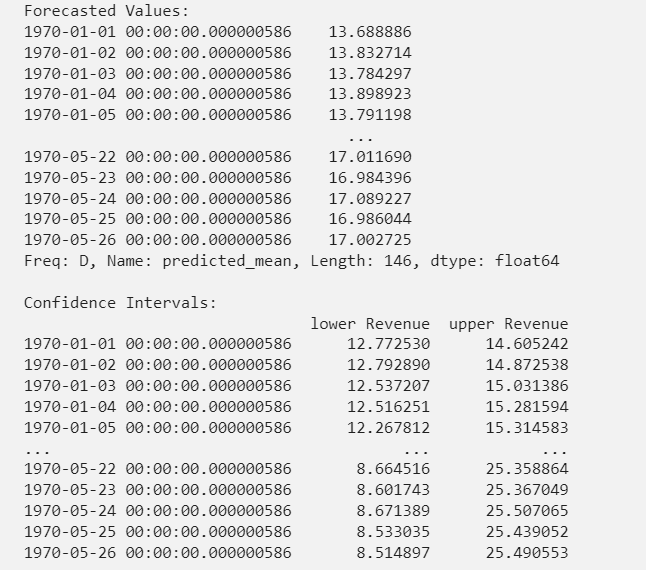 Forecasted Values:
1970-01-01 00:00:00.000000586    13.688886
1970-01-02 00:00:00.000000586    13.832714
1970-01-03 00:00:00.000000586    13.784297
1970-01-04 00:00:00.000000586    13.898923
1970-01-05 00:00:00.000000586    13.791198
...
1970-05-22 00:00:00.000000586    17.011690
1970-05-23 00:00:00.000000586    16.984396
1970-05-24 00:00:00.000000586    17.089227
1970-05-25 00:00:00.000000586    16.986044
1970-05-26 00:00:00.000000586    17.002725
Freq: D, Name: predicted_mean, Length: 146, dtype: float64
Confidence Intervals:
lower Revenue  upper Revenue
1970-01-01 00:00:00.000000586      12.772530      14.605242
1970-01-02 00:00:00.000000586      12.792890      14.872538
1970-01-03 00:00:00.000000586      12.537207      15.031386
1970-01-04 00:00:00.000000586      12.516251      15.281594
1970-01-05 00:00:00.000000586      12.267812      15.314583
...                                      ...            ...
1970-05-22 00:00:00.000000586       8.664516      25.358864
1970-05-23 00:00:00.000000586       8.601743      25.367049
1970-05-24 00:00:00.000000586       8.671389      25.507065
1970-05-25 00:00:00.000000586       8.533035      25.439052
1970-05-26 00:00:00.000000586       8.514897      25.490553